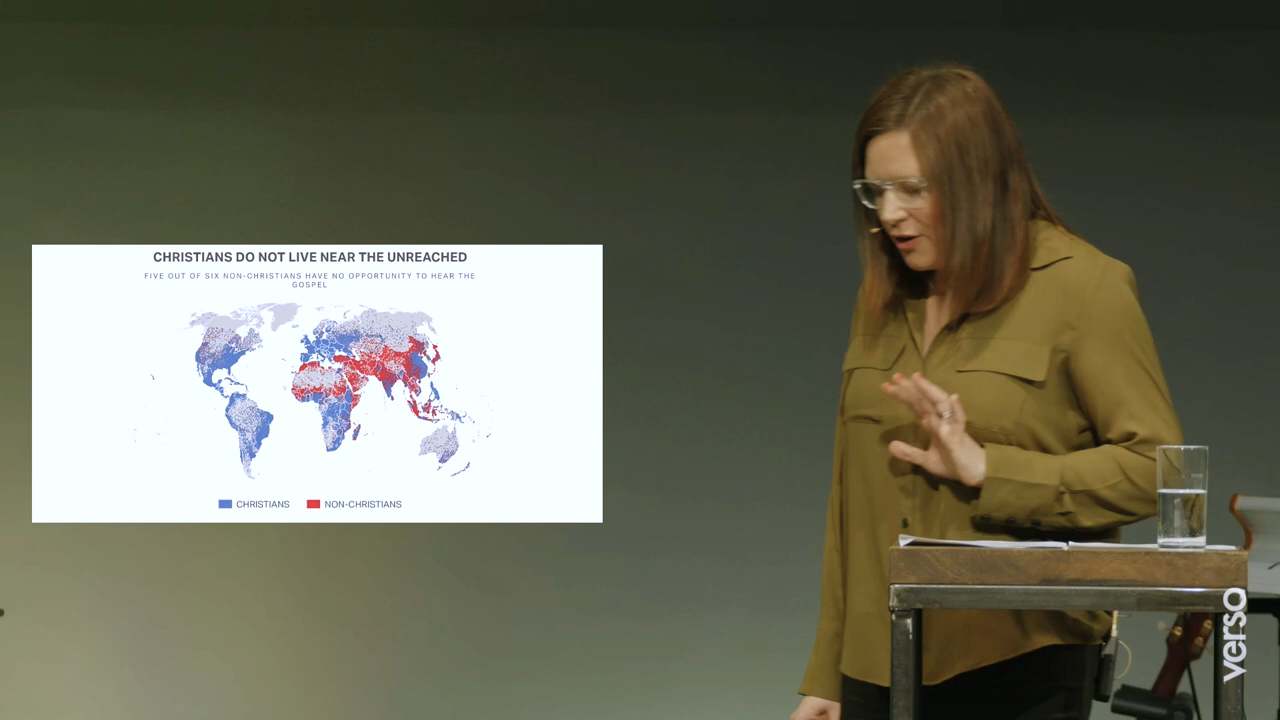 CHRISTIANS DO NOT LIVE NEAR THE UNREACHED
FIVE OUT OF SIX NON-CHRISTIANS HAVE NO OPPORTUNITY TO HEAR THE
GOSPEL
CHRISTIANS
NON-CHRISTIANS
verso